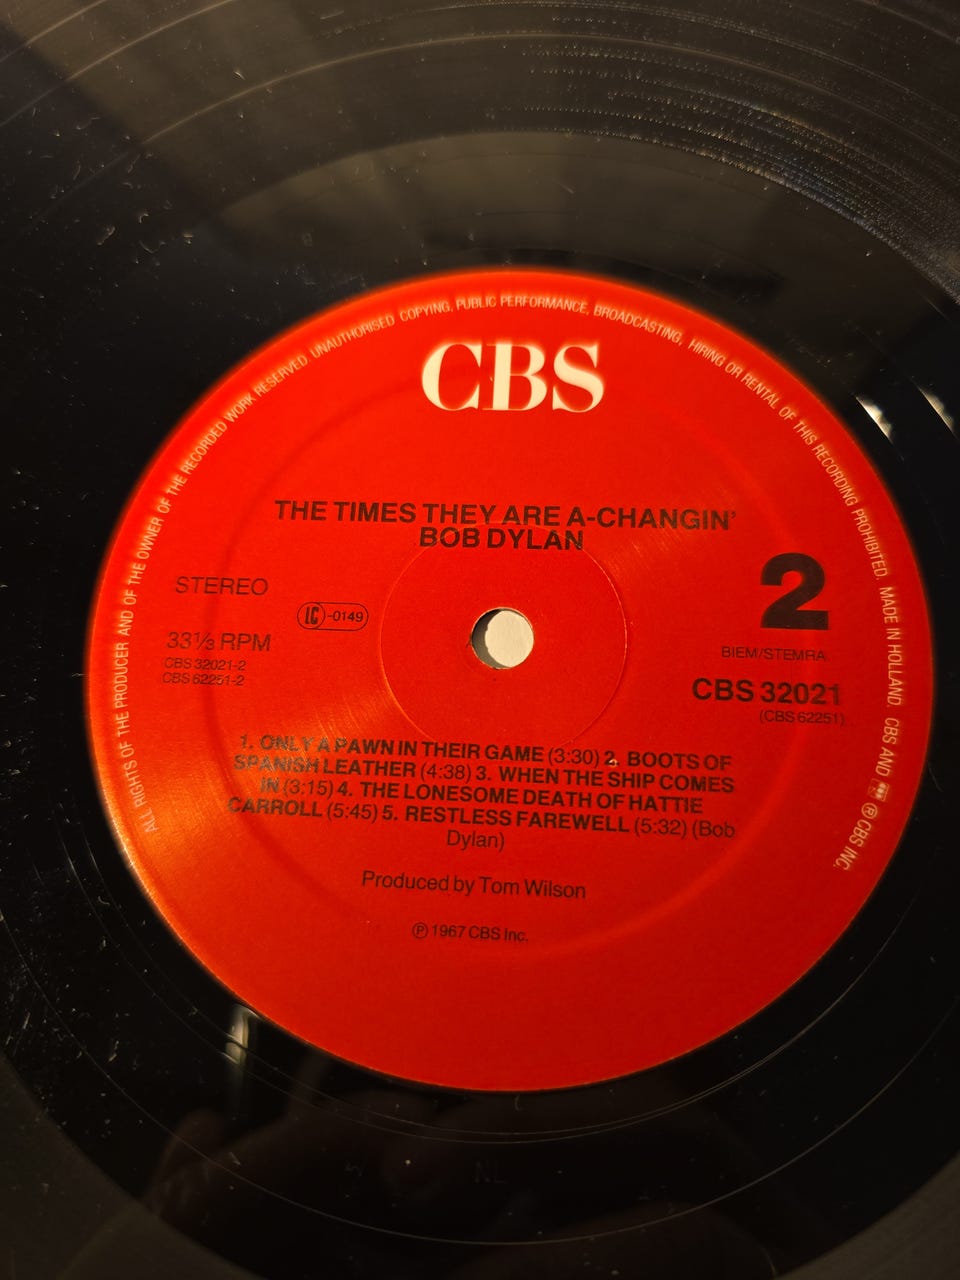 ALL RIGHTS OF THE PRODUCER AND OF THE OWNER OF THE RECORDED WORK RESERVED. UNAUTHORISED COPYING, PUBLIC PERFORMANCE, BROADCASTING, HIRING OR RENTAL OF THIS RECORDING PROHIBITED. MADE IN HOLLAND. CBS AND ℗ CBS INC.
CBS
THE TIMES THEY ARE A-CHANGIN'
BOB DYLAN
STEREO
LC-0149
2
33⅓ RPM
BIEM/STEMRA
CBS 32021-2
CBS 62251-2
CBS 32021
(CBS 62251)
1. ONLY A PAWN IN THEIR GAME (3:30) 2. BOOTS OF
SPANISH LEATHER (4:38) 3. WHEN THE SHIP COMES
IN (3:15) 4. THE LONESOME DEATH OF HATTIE
CARROLL (5:45) 5. RESTLESS FAREWELL (5:32) (Bob
Dylan)
Produced by Tom Wilson
℗ 1967 CBS Inc.
NL